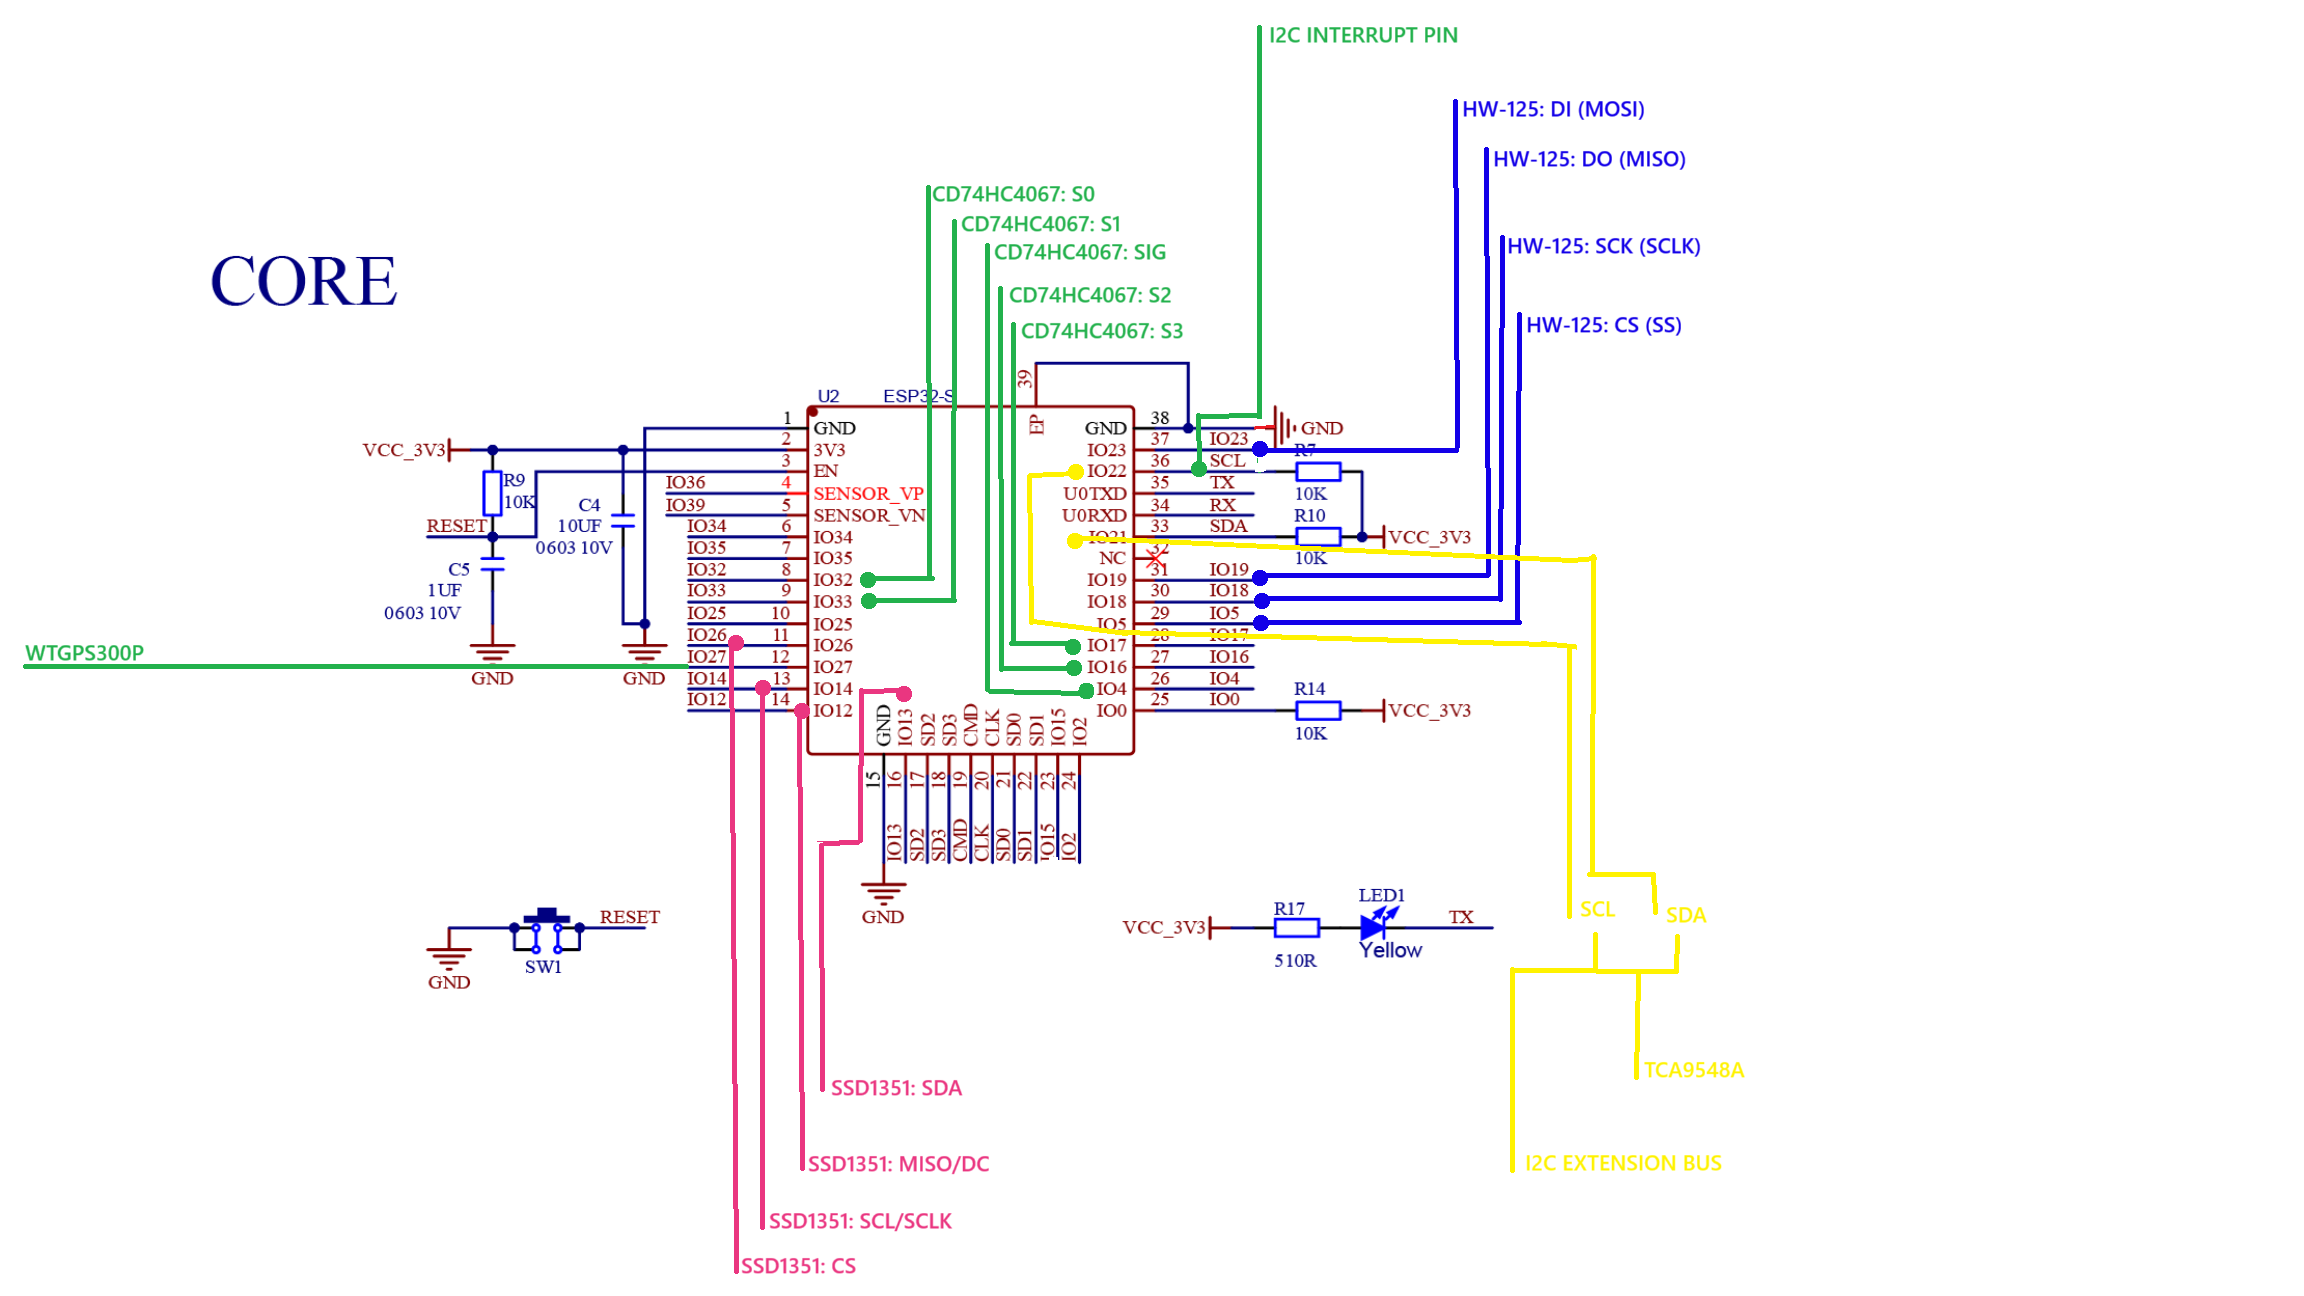 I2C INTERRUPT PIN
HW-125: DI (MOSI)
HW-125: DO (MISO)
CD74HC4067: S0
CD74HC4067: S1
HW-125: SCK (SCLK)
CD74HC4067: SIG
CORE
CD74HC4067: S2
HW-125: CS (SS)
CD74HC4067: S3
U2
ESP32-S
39
EP
VCC_3V3
R9
10K
RESET
C5
1UF
0603 10V
GND
C4
10UF
0603 10V
GND
1 GND
2 3V3
3 EN
IO36 4 SENSOR_VP
IO39 5 SENSOR_VN
IO34 6 IO34
IO35 7 IO35
IO32 8 IO32
IO33 9 IO33
IO25 10 IO25
IO26 11 IO26
IO27 12 IO27
IO14 13 IO14
IO12 14 IO12
GND 38 GND
IO23 37 IO23
IO22 36 SCL
U0TXD 35 TX
U0RXD 34 RX
IO21 33 SDA
NC 32
IO19 31 IO19
IO18 30 IO18
IO5 29 IO5
IO17 28 IO17
IO16 27 IO16
IO4 26 IO4
IO0 25 IO0
R7
10K
R10
10K
VCC_3V3
R14
10K
VCC_3V3
WTGPS300P
GND 15
IO13 16 IO13
SD2 17 SD2
SD3 18 SD3
CMD 19 CMD
CLK 20 CLK
SD0 21 SD0
SD1 22 SD1
IO15 23 IO15
IO2 24 IO2
GND
RESET
SW1
GND
VCC_3V3
R17
510R
LED1
Yellow
TX
SCL
SDA
TCA9548A
SSD1351: SDA
SSD1351: MISO/DC
I2C EXTENSION BUS
SSD1351: SCL/SCLK
SSD1351: CS